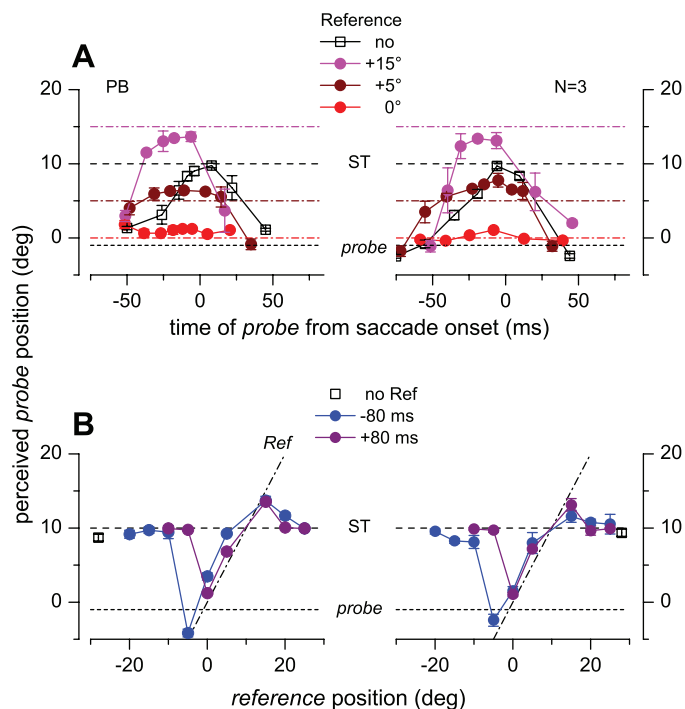 Reference
no
+15°
+5°
0°
A
PB
N=3
20
10
0
ST
probe
20
10
0
-50
0
50
-50
0
50
time of probe from saccade onset (ms)
perceived probe position (deg)
no Ref
-80 ms
+80 ms
B
Ref
20
10
0
ST
probe
20
10
0
-20
0
20
-20
0
20
reference position (deg)